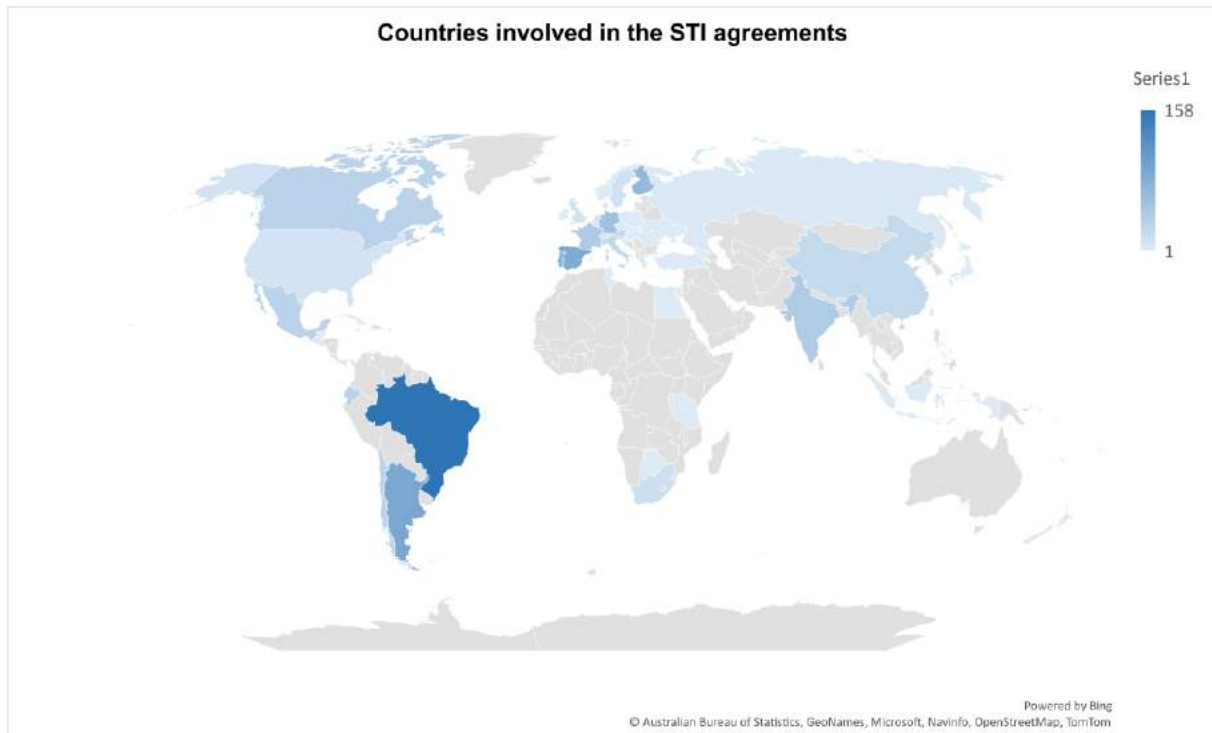 Countries involved in the STI agreements
Series1
158
1
Powered by Bing
© Australian Bureau of Statistics, GeoNames, Microsoft, Navinfo, OpenStreetMap, TomTom